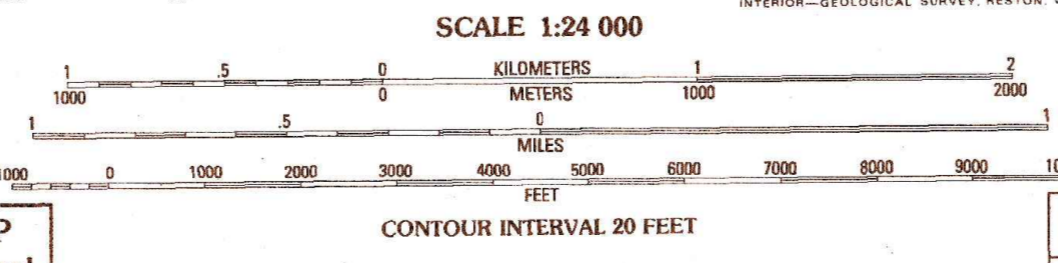 INTERIOR—GEOLOGICAL SURVEY, RESTON,
SCALE 1:24 000
1 .5 0 KILOMETERS 1 2
1000 0 METERS 1000 2000
1 .5 0 1
MILES
1000 0 1000 2000 3000 4000 5000 6000 7000 8000 9000
FEET
CONTOUR INTERVAL 20 FEET